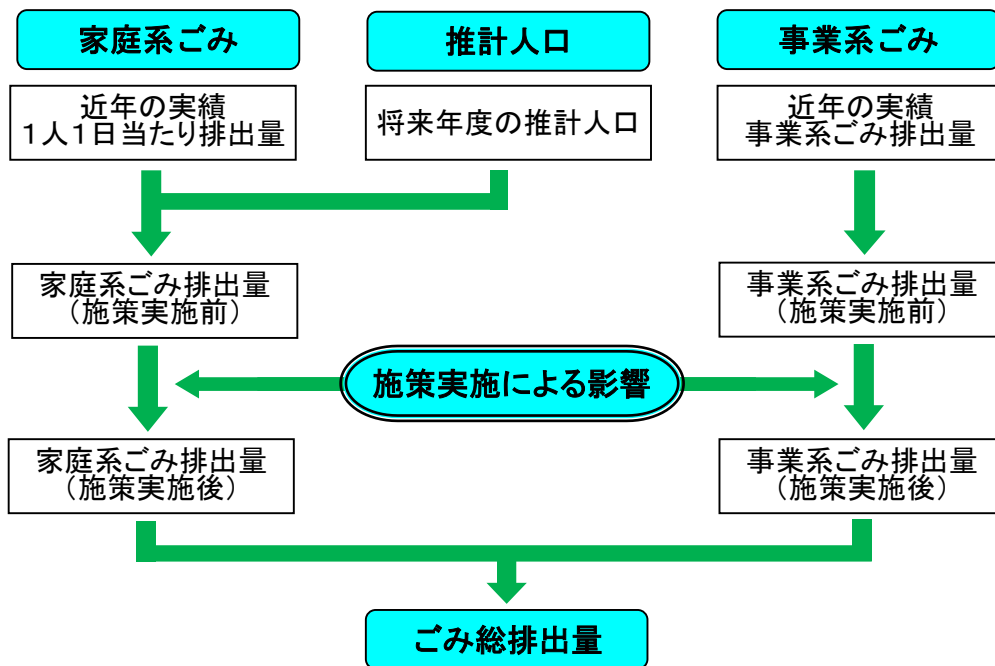 家庭系ごみ
推計人口
事業系ごみ
近年の実績
1人1日当たり排出量
将来年度の推計人口
近年の実績
事業系ごみ排出量
家庭系ごみ排出量
(施策実施前)
事業系ごみ排出量
(施策実施前)
施策実施による影響
家庭系ごみ排出量
(施策実施後)
事業系ごみ排出量
(施策実施後)
ごみ総排出量